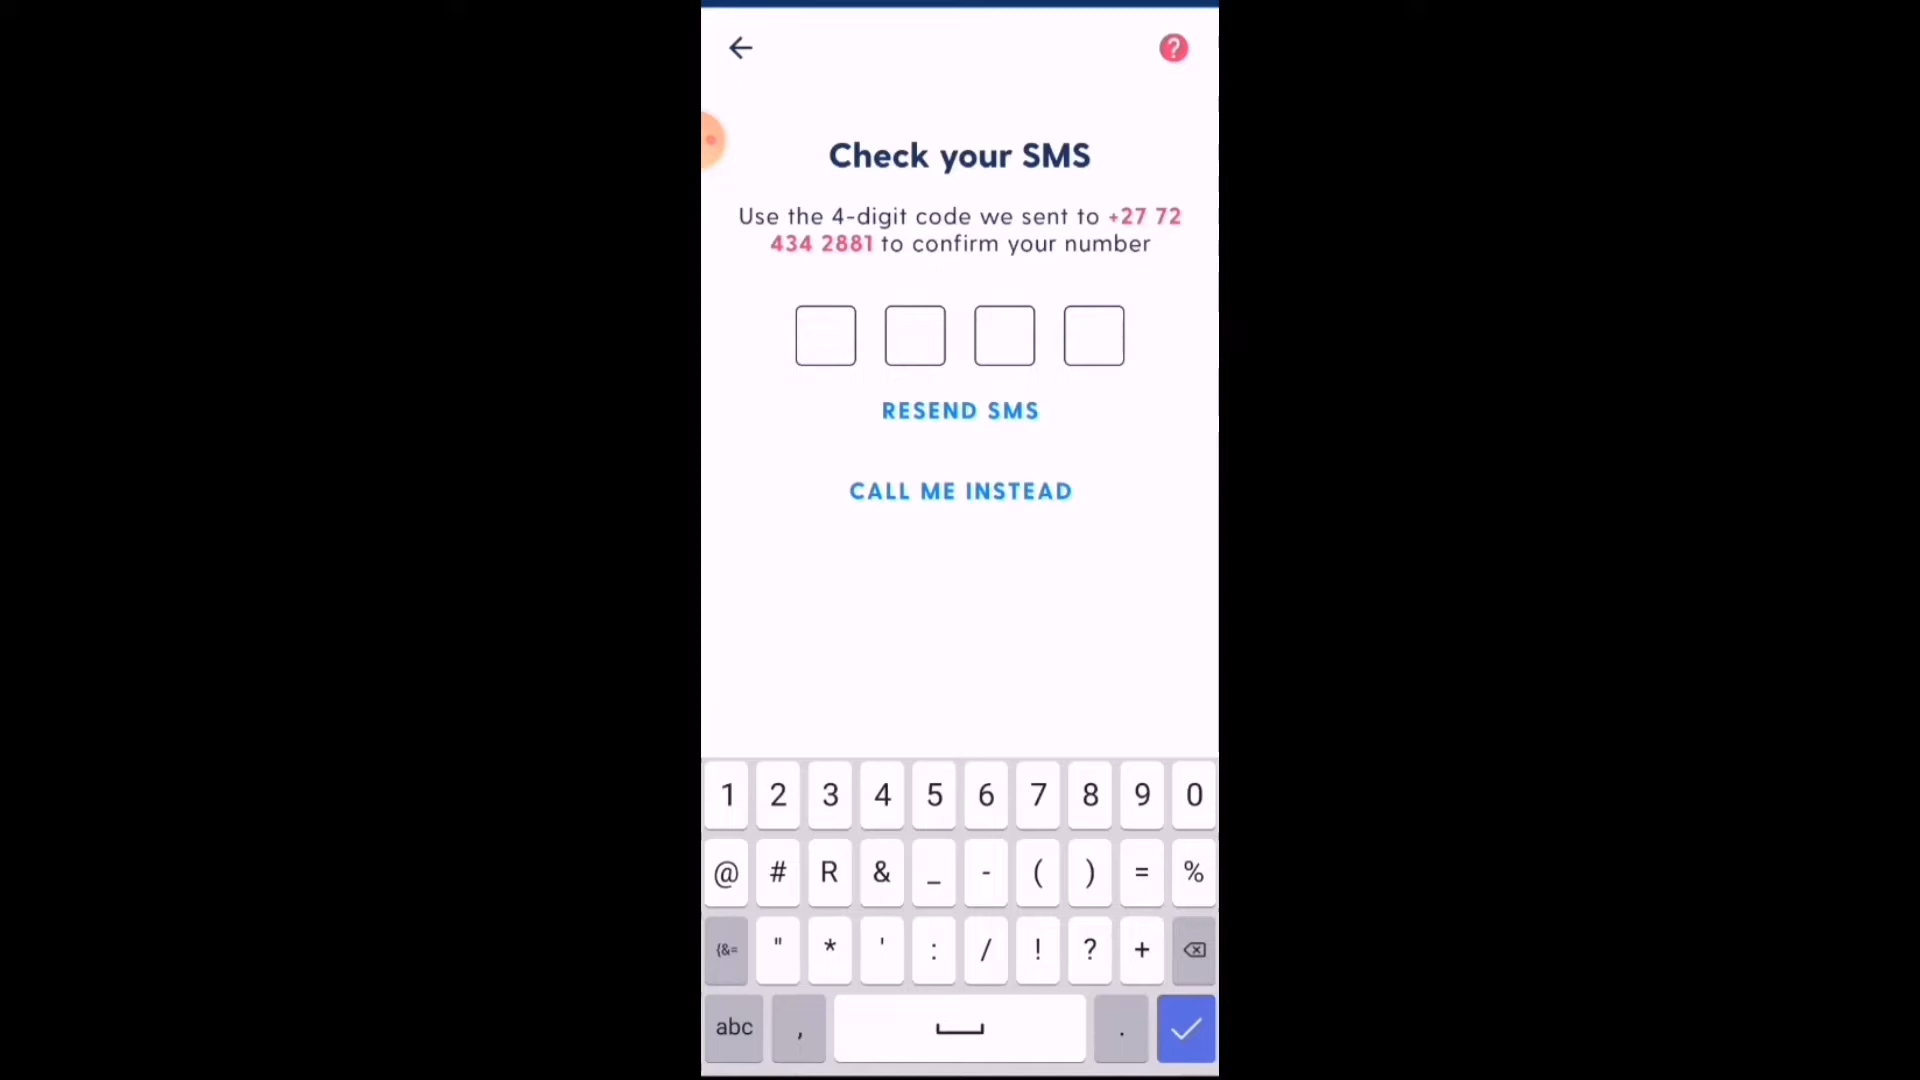 ?
Check your SMS
Use the 4-digit code we sent to +27 72
434 2881 to confirm your number
RESEND SMS
CALL ME INSTEAD
1 2 3 4 5 6 7 8 9 0
@ # R & _ - ( ) = %
{&= " * ' : / ! ? +
abc , .